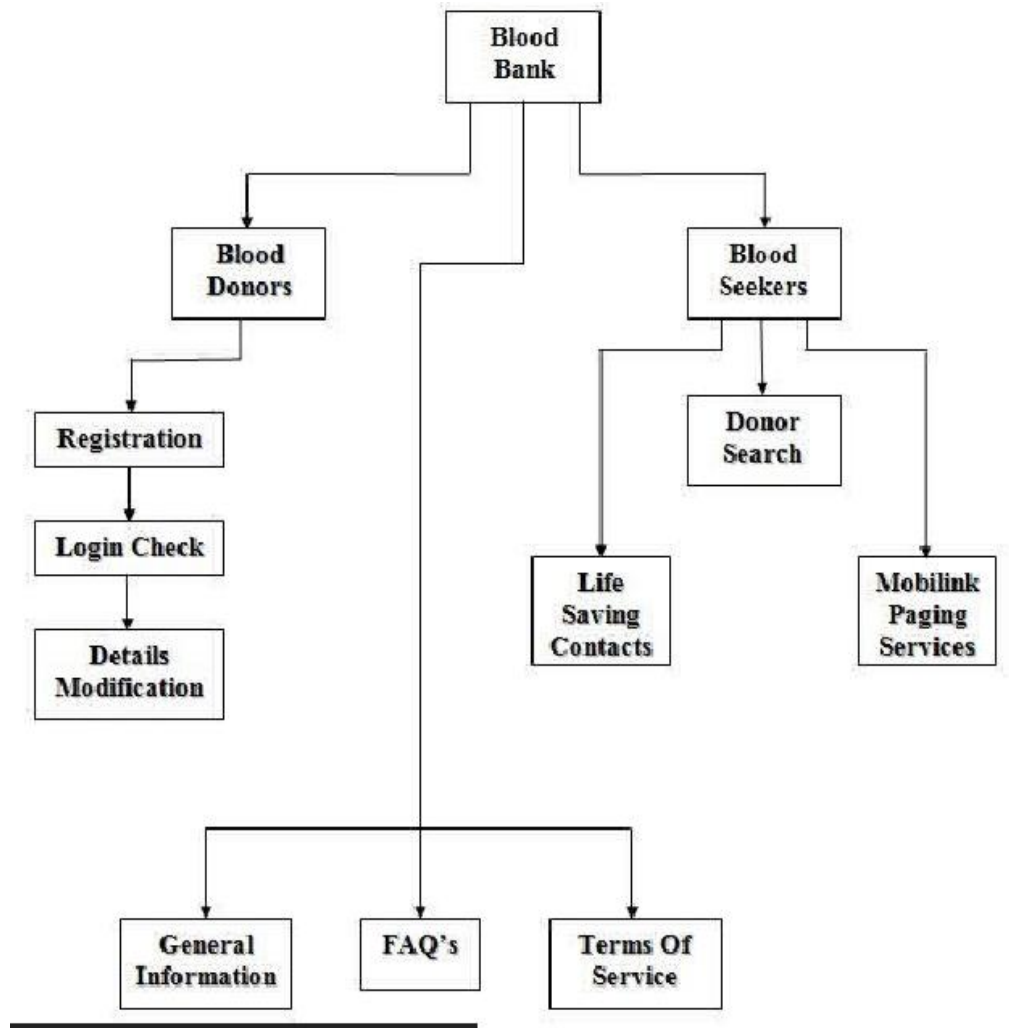 Blood
Bank
Blood
Donors
Blood
Seekers
Registration
Donor
Search
Login Check
Life
Saving
Contacts
Mobilink
Paging
Services
Details
Modification
General
Information
FAQ's
Terms Of
Service